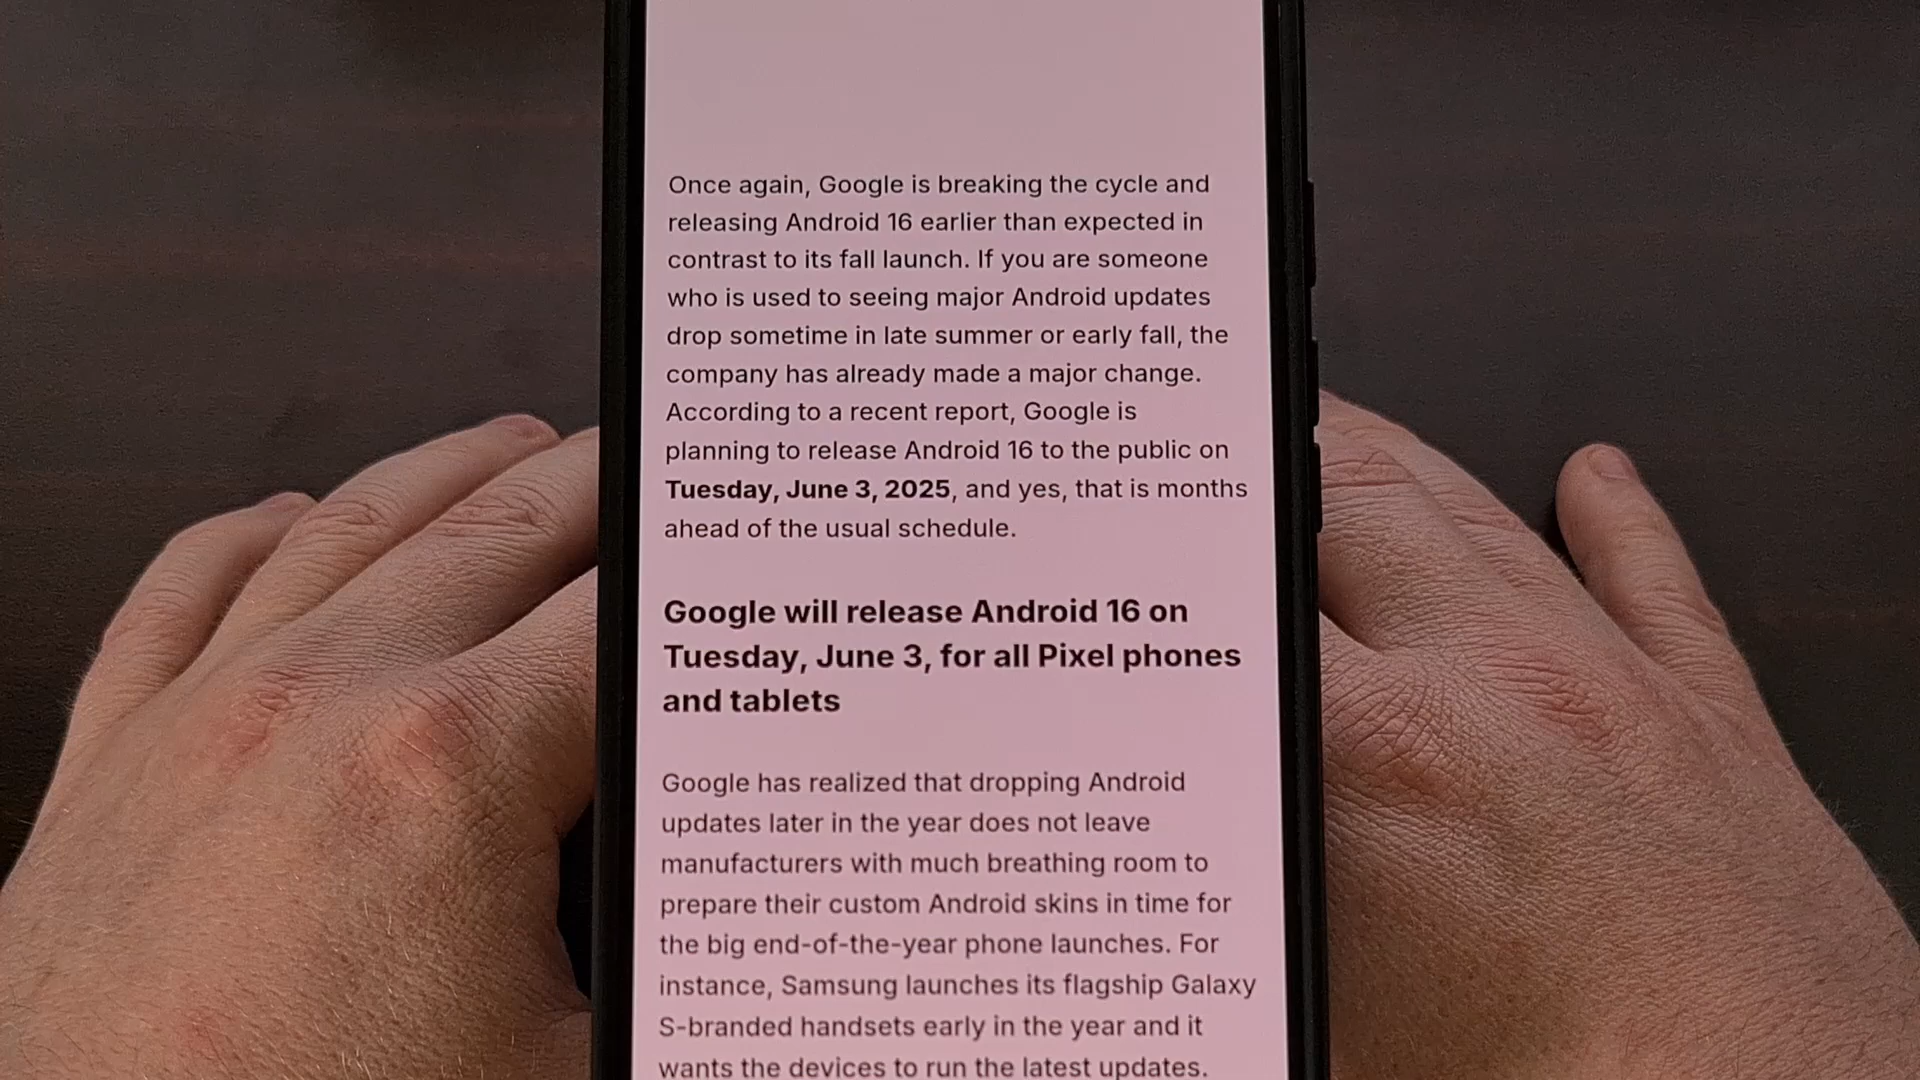 Once again, Google is breaking the cycle and
releasing Android 16 earlier than expected in
contrast to its fall launch. If you are someone
who is used to seeing major Android updates
drop sometime in late summer or early fall, the
company has already made a major change.
According to a recent report, Google is
planning to release Android 16 to the public on
Tuesday, June 3, 2025, and yes, that is months
ahead of the usual schedule.
Google will release Android 16 on
Tuesday, June 3, for all Pixel phones
and tablets
Google has realized that dropping Android
updates later in the year does not leave
manufacturers with much breathing room to
prepare their custom Android skins in time for
the big end-of-the-year phone launches. For
instance, Samsung launches its flagship Galaxy
S-branded handsets early in the year and it
wants the devices to run the latest updates.